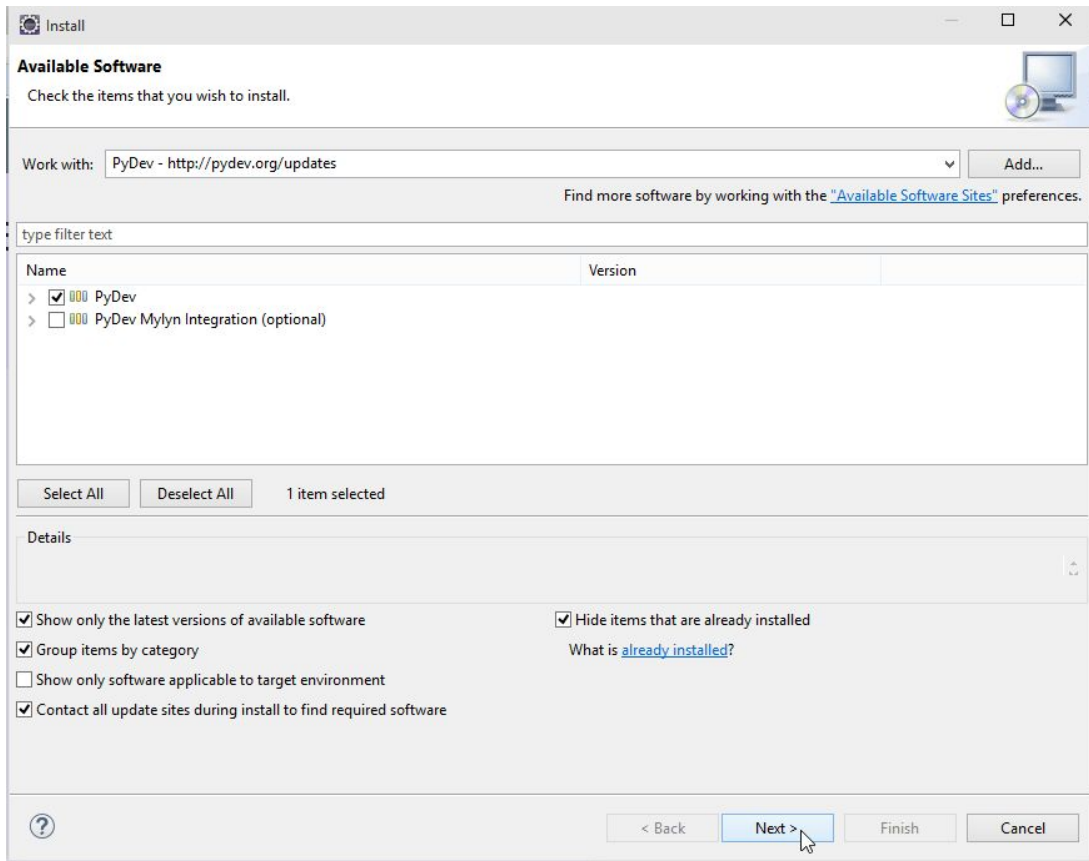 Install
Available Software
Check the items that you wish to install.
Work with: PyDev - http://pydev.org/updates Add...
Find more software by working with the "Available Software Sites" preferences.
type filter text
Name Version
PyDev
PyDev Mylyn Integration (optional)
Select All Deselect All 1 item selected
Details
Show only the latest versions of available software Hide items that are already installed
Group items by category What is already installed?
Show only software applicable to target environment
Contact all update sites during install to find required software
? < Back Next > Finish Cancel